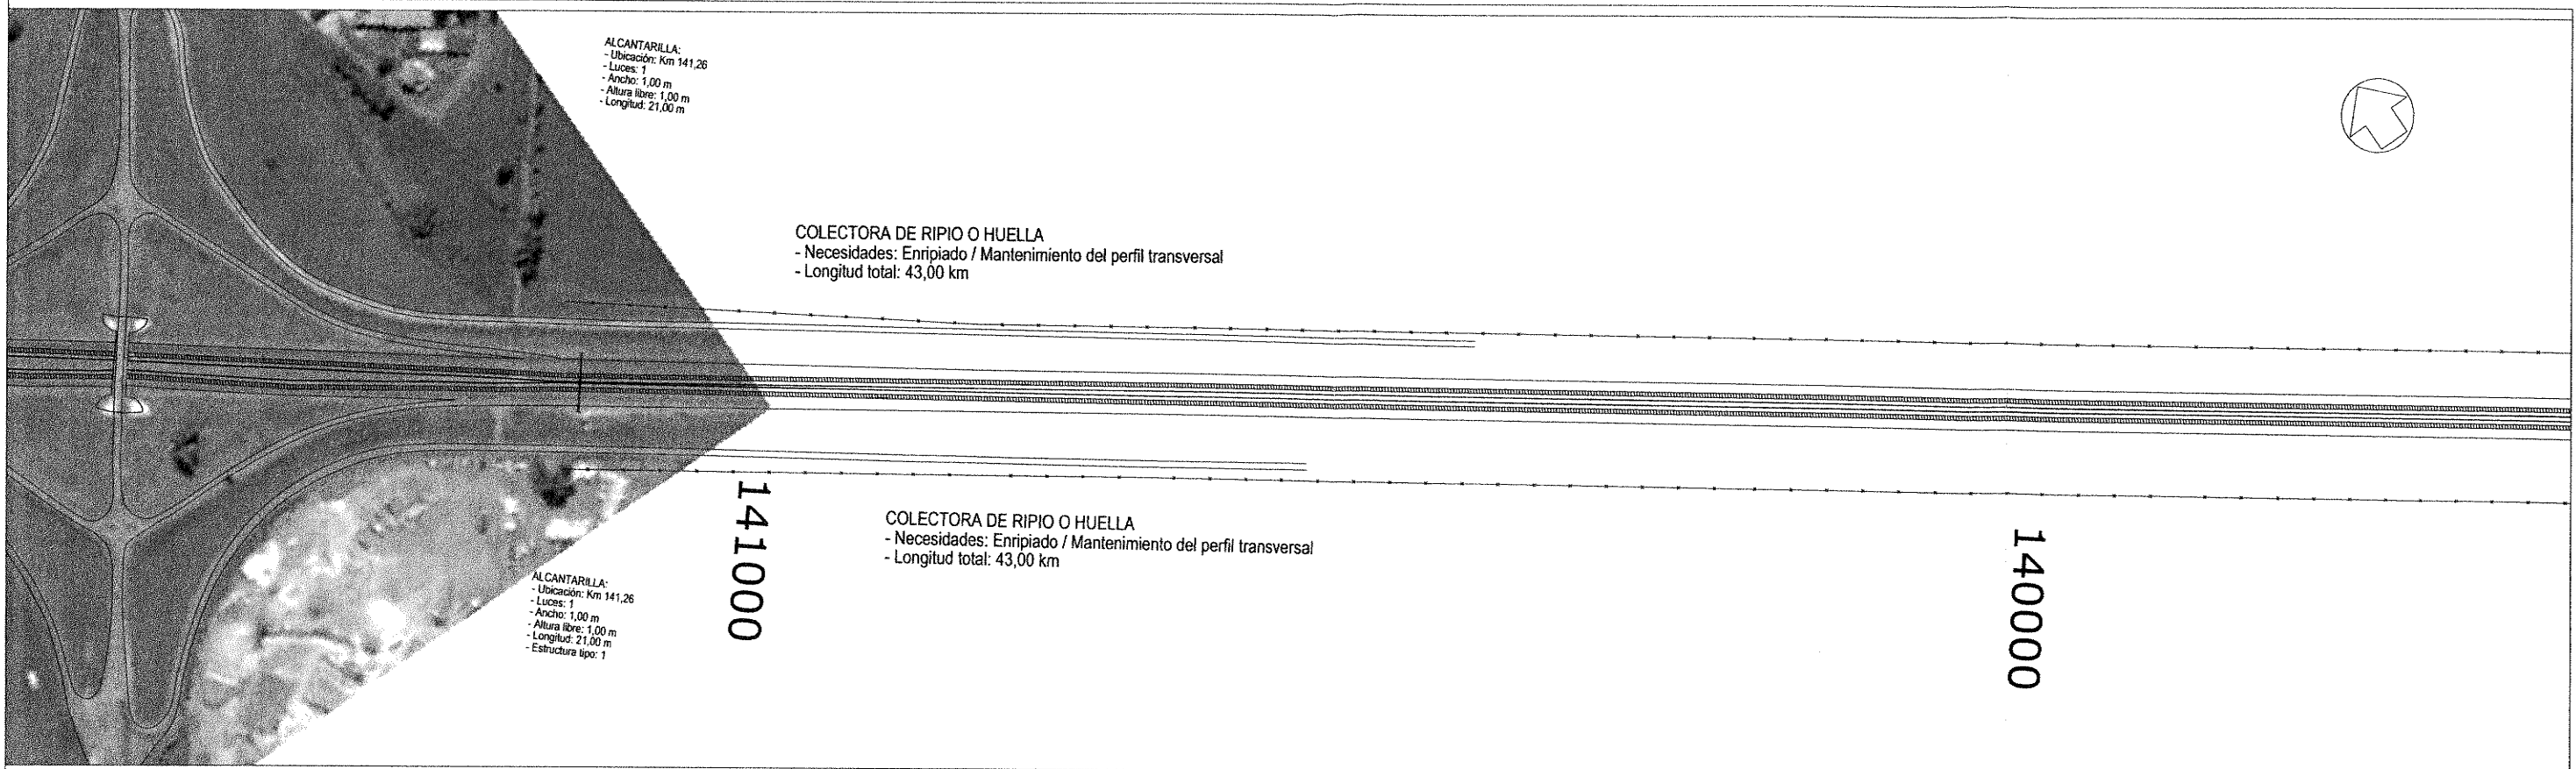 ALCANTARILLA:
- Ubicación: Km 141,26
- Luces: 1
- Ancho: 1,00 m
- Altura libre: 1,00 m
- Longitud: 21,00 m
COLECTORA DE RIPIO O HUELLA
- Necesidades: Enripiado / Mantenimiento del perfil transversal
- Longitud total: 43,00 km
COLECTORA DE RIPIO O HUELLA
- Necesidades: Enripiado / Mantenimiento del perfil transversal
- Longitud total: 43,00 km
ALCANTARILLA:
- Ubicación: Km 141,26
- Luces: 1
- Ancho: 1,00 m
- Altura libre: 1,00 m
- Longitud: 21,00 m
- Estructura tipo: 1
141000
140000